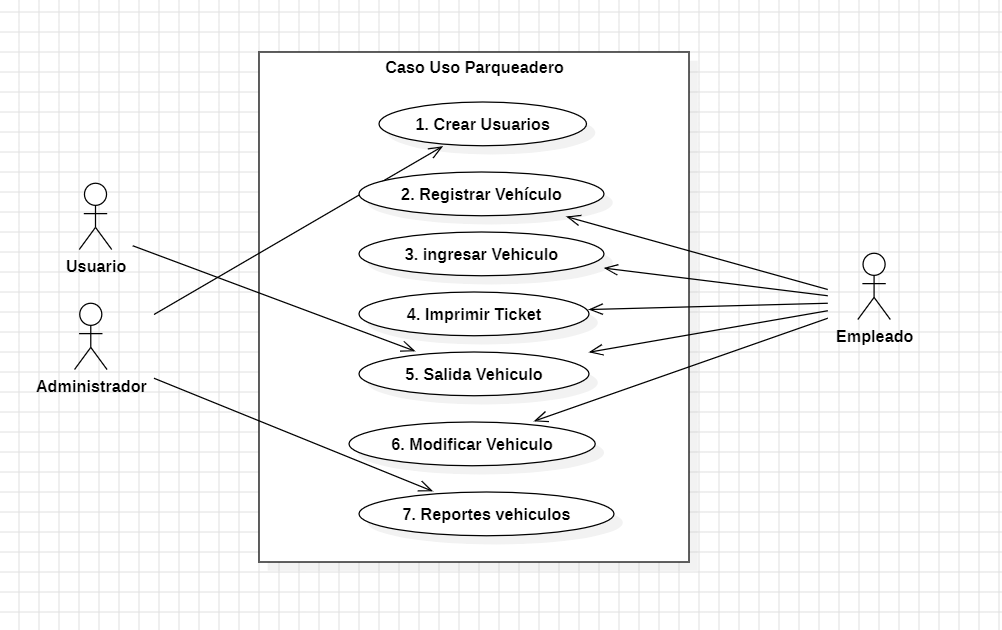 Caso Uso Parqueadero
1. Crear Usuarios
2. Registrar Vehículo
3. ingresar Vehiculo
4. Imprimir Ticket
5. Salida Vehiculo
6. Modificar Vehiculo
7. Reportes vehiculos
Usuario
Administrador
Empleado